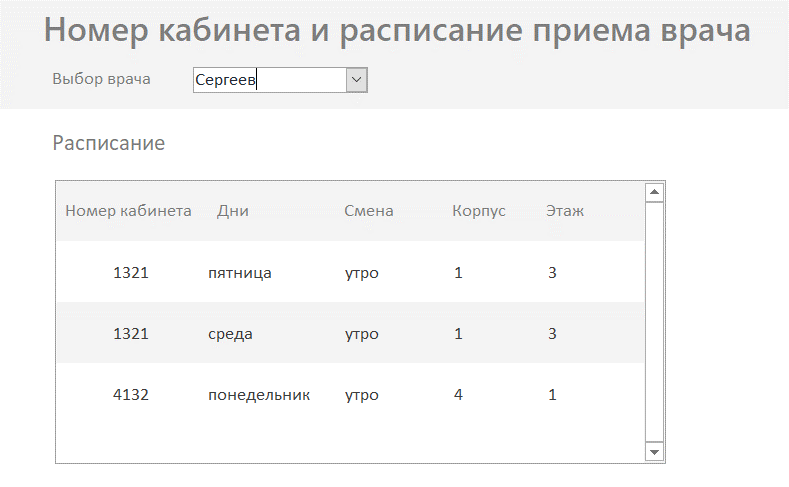 Номер кабинета и расписание приема врача
Выбор врача Сергеев
Расписание
Номер кабинета Дни Смена Корпус Этаж
1321 пятница утро 1 3
1321 среда утро 1 3
4132 понедельник утро 4 1